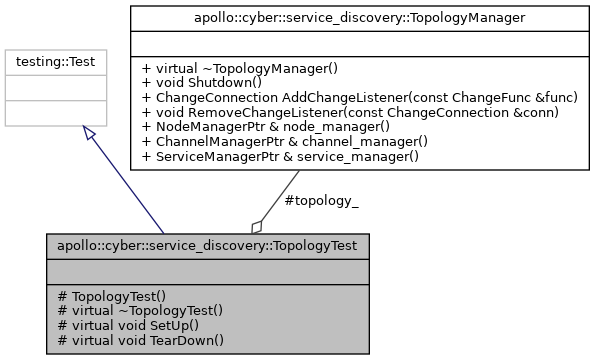 apollo::cyber::service_discovery::TopologyManager
+ virtual ~TopologyManager()
+ void Shutdown()
+ ChangeConnection AddChangeListener(const ChangeFunc &func)
+ void RemoveChangeListener(const ChangeConnection &conn)
+ NodeManagerPtr & node_manager()
+ ChannelManagerPtr & channel_manager()
+ ServiceManagerPtr & service_manager()
testing::Test
#topology_
apollo::cyber::service_discovery::TopologyTest
# TopologyTest()
# virtual ~TopologyTest()
# virtual void SetUp()
# virtual void TearDown()